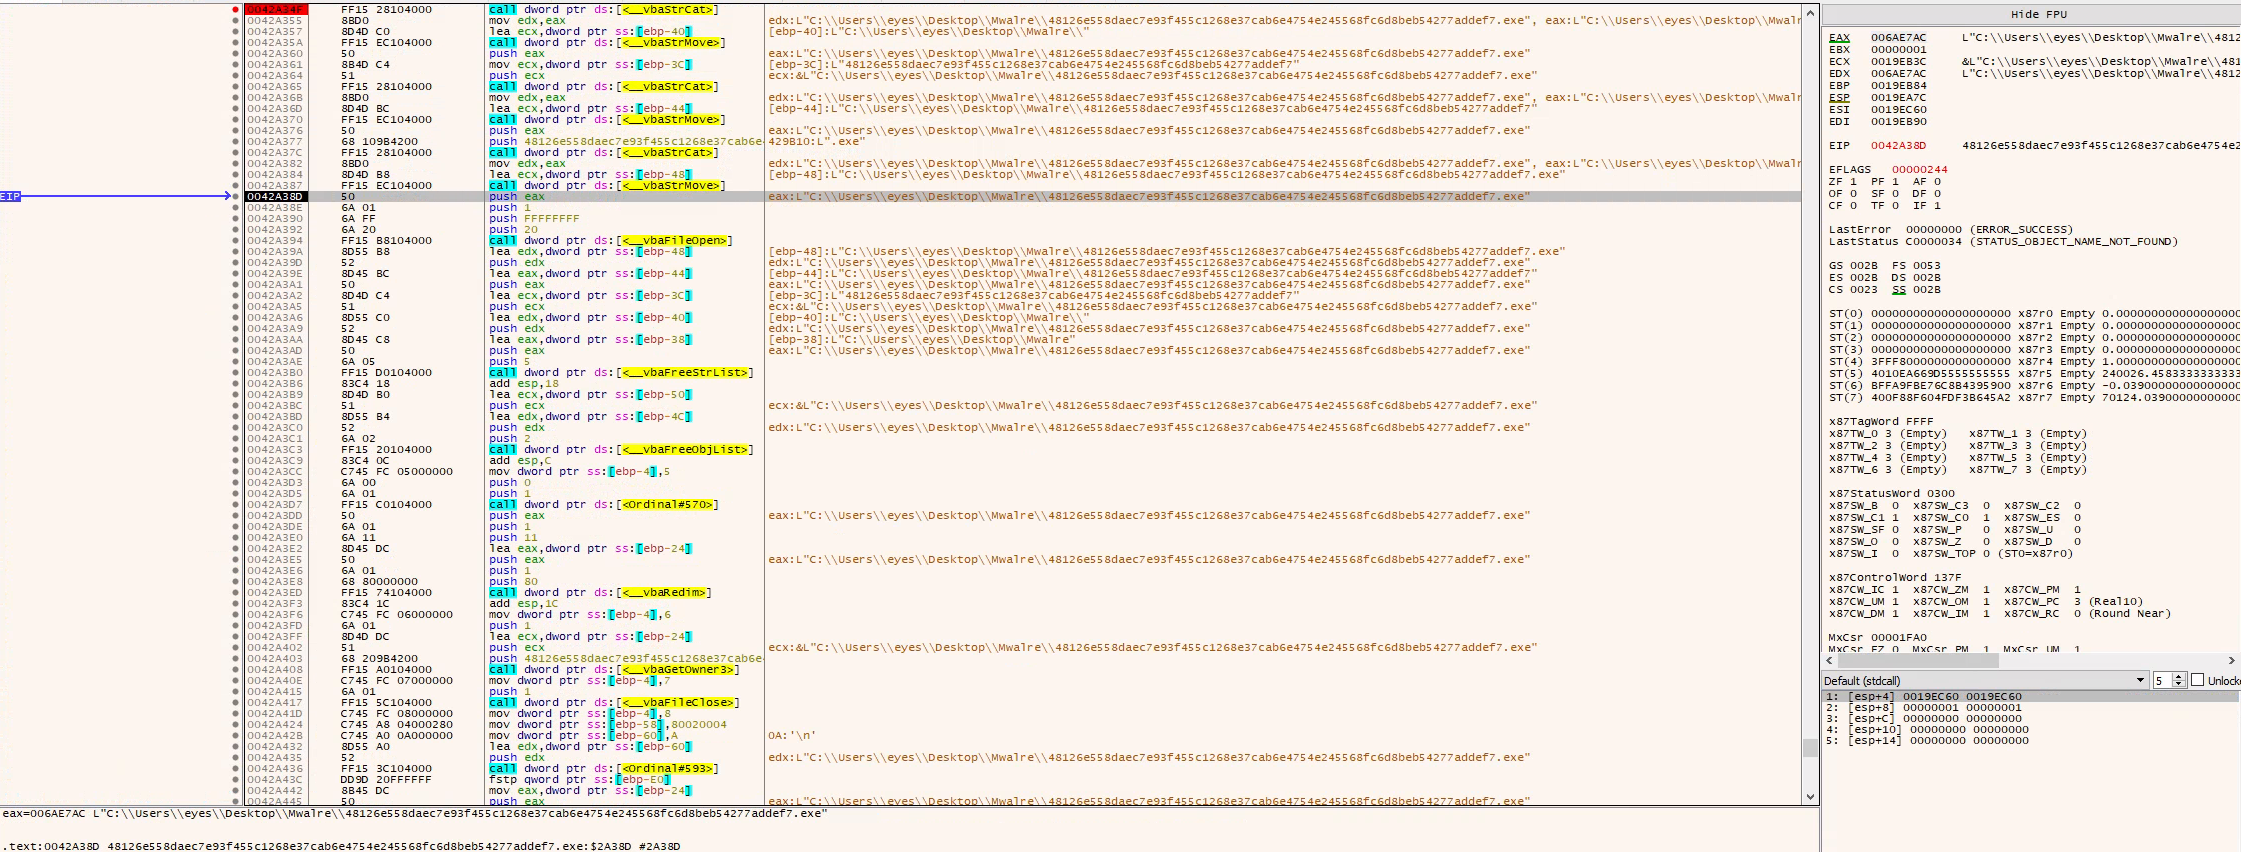 Hide FPU
0042A34F FF15 28104000 call dword ptr ds:[<__vbaStrCat>]
0042A355 8BD0 mov edx,eax edx:L"C:\\Users\\eyes\\Desktop\\Mwalre\\48126e558daec7e93f455c1268e37cab6e4754e245568fc6d8beb54277addef7.exe", eax:L"C:\\Users\\eyes\\Desktop\\Mwalr
0042A357 8D4D C0 lea ecx,dword ptr ss:[ebp-40] [ebp-40]:L"C:\\Users\\eyes\\Desktop\\Mwalre\\"
0042A35A FF15 EC104000 call dword ptr ds:[<__vbaStrMove>]
0042A360 50 push eax eax:L"C:\\Users\\eyes\\Desktop\\Mwalre\\48126e558daec7e93f455c1268e37cab6e4754e245568fc6d8beb54277addef7.exe"
0042A361 8B4D C4 mov ecx,dword ptr ss:[ebp-3C] [ebp-3C]:L"48126e558daec7e93f455c1268e37cab6e4754e245568fc6d8beb54277addef7"
0042A364 51 push ecx ecx:&L"C:\\Users\\eyes\\Desktop\\Mwalre\\48126e558daec7e93f455c1268e37cab6e4754e245568fc6d8beb54277addef7.exe"
0042A365 FF15 28104000 call dword ptr ds:[<__vbaStrCat>]
0042A36B 8BD0 mov edx,eax edx:L"C:\\Users\\eyes\\Desktop\\Mwalre\\48126e558daec7e93f455c1268e37cab6e4754e245568fc6d8beb54277addef7.exe", eax:L"C:\\Users\\eyes\\Desktop\\Mwalr
0042A36D 8D4D BC lea ecx,dword ptr ss:[ebp-44] [ebp-44]:L"C:\\Users\\eyes\\Desktop\\Mwalre\\48126e558daec7e93f455c1268e37cab6e4754e245568fc6d8beb54277addef7"
0042A370 FF15 EC104000 call dword ptr ds:[<__vbaStrMove>]
0042A376 50 push eax eax:L"C:\\Users\\eyes\\Desktop\\Mwalre\\48126e558daec7e93f455c1268e37cab6e4754e245568fc6d8beb54277addef7.exe"
0042A377 68 109B4200 push 48126e558daec7e93f455c1268e37cab6e 429B10:L".exe"
0042A37C FF15 28104000 call dword ptr ds:[<__vbaStrCat>]
0042A382 8BD0 mov edx,eax edx:L"C:\\Users\\eyes\\Desktop\\Mwalre\\48126e558daec7e93f455c1268e37cab6e4754e245568fc6d8beb54277addef7.exe", eax:L"C:\\Users\\eyes\\Desktop\\Mwalr
0042A384 8D4D B8 lea ecx,dword ptr ss:[ebp-48] [ebp-48]:L"C:\\Users\\eyes\\Desktop\\Mwalre\\48126e558daec7e93f455c1268e37cab6e4754e245568fc6d8beb54277addef7.exe"
0042A387 FF15 EC104000 call dword ptr ds:[<__vbaStrMove>]
EIP 0042A38D 50 push eax eax:L"C:\\Users\\eyes\\Desktop\\Mwalre\\48126e558daec7e93f455c1268e37cab6e4754e245568fc6d8beb54277addef7.exe"
0042A38E 6A 01 push 1
0042A390 6A FF push FFFFFFFF
0042A392 6A 20 push 20
0042A394 FF15 B8104000 call dword ptr ds:[<__vbaFileOpen>]
0042A39A 8D55 B8 lea edx,dword ptr ss:[ebp-48] [ebp-48]:L"C:\\Users\\eyes\\Desktop\\Mwalre\\48126e558daec7e93f455c1268e37cab6e4754e245568fc6d8beb54277addef7.exe"
0042A39D 52 push edx edx:L"C:\\Users\\eyes\\Desktop\\Mwalre\\48126e558daec7e93f455c1268e37cab6e4754e245568fc6d8beb54277addef7.exe"
0042A39E 8D45 BC lea eax,dword ptr ss:[ebp-44] [ebp-44]:L"C:\\Users\\eyes\\Desktop\\Mwalre\\48126e558daec7e93f455c1268e37cab6e4754e245568fc6d8beb54277addef7"
0042A3A1 50 push eax eax:L"C:\\Users\\eyes\\Desktop\\Mwalre\\48126e558daec7e93f455c1268e37cab6e4754e245568fc6d8beb54277addef7.exe"
0042A3A2 8D4D C4 lea ecx,dword ptr ss:[ebp-3C] [ebp-3C]:L"48126e558daec7e93f455c1268e37cab6e4754e245568fc6d8beb54277addef7"
0042A3A5 51 push ecx ecx:&L"C:\\Users\\eyes\\Desktop\\Mwalre\\48126e558daec7e93f455c1268e37cab6e4754e245568fc6d8beb54277addef7.exe"
0042A3A6 8D55 C0 lea edx,dword ptr ss:[ebp-40] [ebp-40]:L"C:\\Users\\eyes\\Desktop\\Mwalre\\"
0042A3A9 52 push edx edx:L"C:\\Users\\eyes\\Desktop\\Mwalre\\48126e558daec7e93f455c1268e37cab6e4754e245568fc6d8beb54277addef7.exe"
0042A3AA 8D45 C8 lea eax,dword ptr ss:[ebp-38] [ebp-38]:L"C:\\Users\\eyes\\Desktop\\Mwalre"
0042A3AD 50 push eax eax:L"C:\\Users\\eyes\\Desktop\\Mwalre\\48126e558daec7e93f455c1268e37cab6e4754e245568fc6d8beb54277addef7.exe"
0042A3AE 6A 05 push 5
0042A3B0 FF15 D0104000 call dword ptr ds:[<__vbaFreeStrList>]
0042A3B6 83C4 18 add esp,18
0042A3B9 8D4D B0 lea ecx,dword ptr ss:[ebp-50]
0042A3BC 51 push ecx ecx:&L"C:\\Users\\eyes\\Desktop\\Mwalre\\48126e558daec7e93f455c1268e37cab6e4754e245568fc6d8beb54277addef7.exe"
0042A3BD 8D55 B4 lea edx,dword ptr ss:[ebp-4C]
0042A3C0 52 push edx edx:L"C:\\Users\\eyes\\Desktop\\Mwalre\\48126e558daec7e93f455c1268e37cab6e4754e245568fc6d8beb54277addef7.exe"
0042A3C1 6A 02 push 2
0042A3C3 FF15 20104000 call dword ptr ds:[<__vbaFreeObjList>]
0042A3C9 83C4 0C add esp,C
0042A3CC C745 FC 05000000 mov dword ptr ss:[ebp-4],5
0042A3D3 6A 00 push 0
0042A3D5 6A 01 push 1
0042A3D7 FF15 C0104000 call dword ptr ds:[<Ordinal#570>]
0042A3DD 50 push eax eax:L"C:\\Users\\eyes\\Desktop\\Mwalre\\48126e558daec7e93f455c1268e37cab6e4754e245568fc6d8beb54277addef7.exe"
0042A3DE 6A 01 push 1
0042A3E0 6A 11 push 11
0042A3E2 8D45 DC lea eax,dword ptr ss:[ebp-24]
0042A3E5 50 push eax eax:L"C:\\Users\\eyes\\Desktop\\Mwalre\\48126e558daec7e93f455c1268e37cab6e4754e245568fc6d8beb54277addef7.exe"
0042A3E6 6A 01 push 1
0042A3E8 68 80000000 push 80
0042A3ED FF15 74104000 call dword ptr ds:[<__vbaRedim>]
0042A3F3 83C4 1C add esp,1C
0042A3F6 C745 FC 06000000 mov dword ptr ss:[ebp-4],6
0042A3FD 6A 01 push 1
0042A3FF 8D4D DC lea ecx,dword ptr ss:[ebp-24]
0042A402 51 push ecx ecx:&L"C:\\Users\\eyes\\Desktop\\Mwalre\\48126e558daec7e93f455c1268e37cab6e4754e245568fc6d8beb54277addef7.exe"
0042A403 68 209B4200 push 48126e558daec7e93f455c1268e37cab6e
0042A408 FF15 A0104000 call dword ptr ds:[<__vbaGetOwner3>]
0042A40E C745 FC 07000000 mov dword ptr ss:[ebp-4],7
0042A415 6A 01 push 1
0042A417 FF15 5C104000 call dword ptr ds:[<__vbaFileClose>]
0042A41D C745 FC 08000000 mov dword ptr ss:[ebp-4],8
0042A424 C745 A8 04000280 mov dword ptr ss:[ebp-58],80020004
0042A42B C745 A0 0A000000 mov dword ptr ss:[ebp-60],A 0A:'\n'
0042A432 8D55 A0 lea edx,dword ptr ss:[ebp-60]
0042A435 52 push edx edx:L"C:\\Users\\eyes\\Desktop\\Mwalre\\48126e558daec7e93f455c1268e37cab6e4754e245568fc6d8beb54277addef7.exe"
0042A436 FF15 3C104000 call dword ptr ds:[<Ordinal#593>]
0042A43C DD9D 20FFFFFF fstp qword ptr ss:[ebp-E0]
0042A442 8B45 DC mov eax,dword ptr ss:[ebp-24]
0042A445 50 push eax eax:L"C:\\Users\\eyes\\Desktop\\Mwalre\\48126e558daec7e93f455c1268e37cab6e4754e245568fc6d8beb54277addef7.exe"
EAX 006AE7AC L"C:\\Users\\eyes\\Desktop\\Mwalre\\4812
EBX 00000001
ECX 0019EB3C &L"C:\\Users\\eyes\\Desktop\\Mwalre\\481
EDX 006AE7AC L"C:\\Users\\eyes\\Desktop\\Mwalre\\4812
EBP 0019EB84
ESP 0019EA7C
ESI 0019EC60
EDI 0019EB90
EIP 0042A38D 48126e558daec7e93f455c1268e37cab6e4754e2
EFLAGS 00000244
ZF 1 PF 1 AF 0
OF 0 SF 0 DF 0
CF 0 TF 0 IF 1
LastError 00000000 (ERROR_SUCCESS)
LastStatus C0000034 (STATUS_OBJECT_NAME_NOT_FOUND)
GS 002B FS 0053
ES 002B DS 002B
CS 0023 SS 002B
ST(0) 00000000000000000000 x87r0 Empty 0.0000000000000000000
ST(1) 00000000000000000000 x87r1 Empty 0.0000000000000000000
ST(2) 00000000000000000000 x87r2 Empty 0.0000000000000000000
ST(3) 00000000000000000000 x87r3 Empty 0.0000000000000000000
ST(4) 3FFF8000000000000000 x87r4 Empty 1.0000000000000000000
ST(5) 4010EA669D5555555555 x87r5 Empty 240026.45833333333333
ST(6) BFFA9FBE76C8B4395900 x87r6 Empty -0.039000000000000000
ST(7) 400F88F604FDF3B645A2 x87r7 Empty 70124.039000000000000
x87TagWord FFFF
x87TW_0 3 (Empty) x87TW_1 3 (Empty)
x87TW_2 3 (Empty) x87TW_3 3 (Empty)
x87TW_4 3 (Empty) x87TW_5 3 (Empty)
x87TW_6 3 (Empty) x87TW_7 3 (Empty)
x87StatusWord 0300
x87SW_B 0 x87SW_C3 0 x87SW_C2 0
x87SW_C1 1 x87SW_C0 1 x87SW_ES 0
x87SW_SF 0 x87SW_P 0 x87SW_U 0
x87SW_O 0 x87SW_Z 0 x87SW_D 0
x87SW_I 0 x87SW_TOP 0 (ST0=x87r0)
x87ControlWord 137F
x87CW_IC 1 x87CW_ZM 1 x87CW_PM 1
x87CW_UM 1 x87CW_OM 1 x87CW_PC 3 (Real10)
x87CW_DM 1 x87CW_IM 1 x87CW_RC 0 (Round Near)
MxCsr 00001FA0
MxCsr_FZ 0 MxCsr_PM 1 MxCsr_UM 1
Default (stdcall) 5 Unlock
1: [esp+4] 0019EC60 0019EC60
2: [esp+8] 00000001 00000001
3: [esp+C] 00000000 00000000
4: [esp+10] 00000000 00000000
5: [esp+14] 00000000 00000000
eax=006AE7AC L"C:\\Users\\eyes\\Desktop\\Mwalre\\48126e558daec7e93f455c1268e37cab6e4754e245568fc6d8beb54277addef7.exe"
.text:0042A38D 48126e558daec7e93f455c1268e37cab6e4754e245568fc6d8beb54277addef7.exe:$2A38D #2A38D